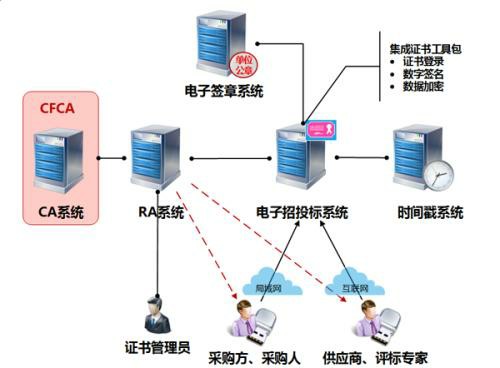 单位
公章
电子签章系统
集成证书工具包
• 证书登录
• 数字签名
• 数据加密
CFCA
CA系统
RA系统
电子招投标系统
时间戳系统
局域网
互联网
证书管理员
采购方、采购人
供应商、评标专家